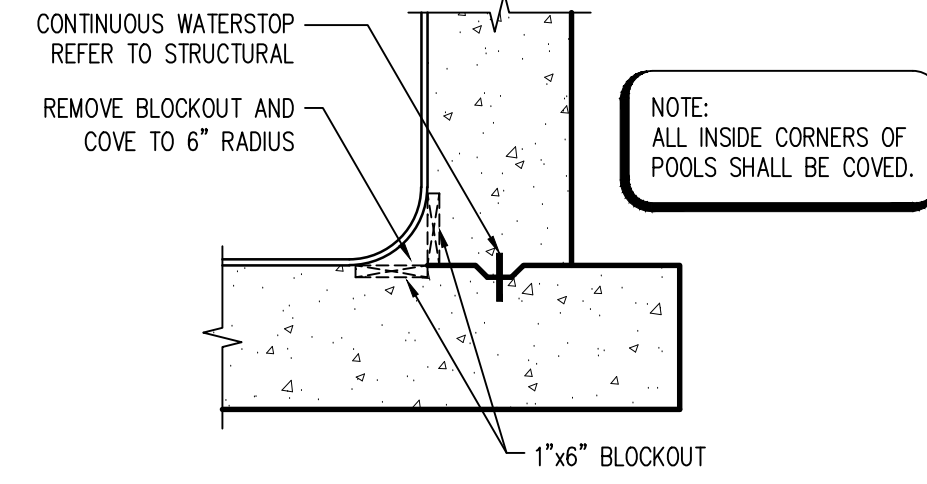 CONTINUOUS WATERSTOP
REFER TO STRUCTURAL
REMOVE BLOCKOUT AND
COVE TO 6" RADIUS
NOTE:
ALL INSIDE CORNERS OF
POOLS SHALL BE COVED.
1"x6" BLOCKOUT